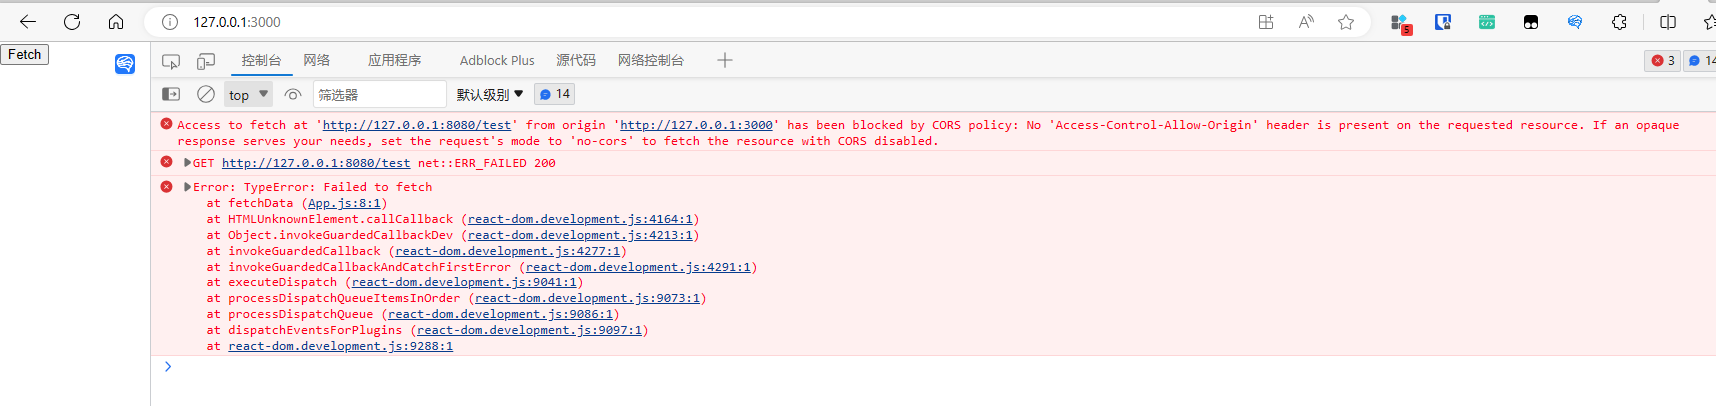 127.0.0.1:3000
Fetch
控制台 网络 应用程序 Adblock Plus 源代码 网络控制台
3 14
top 筛选器 默认级别 14
Access to fetch at 'http://127.0.0.1:8080/test' from origin 'http://127.0.0.1:3000' has been blocked by CORS policy: No 'Access-Control-Allow-Origin' header is present on the requested resource. If an opaque
response serves your needs, set the request's mode to 'no-cors' to fetch the resource with CORS disabled.
GET http://127.0.0.1:8080/test net::ERR_FAILED 200
Error: TypeError: Failed to fetch
at fetchData (App.js:8:1)
at HTMLUnknownElement.callCallback (react-dom.development.js:4164:1)
at Object.invokeGuardedCallbackDev (react-dom.development.js:4213:1)
at invokeGuardedCallback (react-dom.development.js:4277:1)
at invokeGuardedCallbackAndCatchFirstError (react-dom.development.js:4291:1)
at executeDispatch (react-dom.development.js:9041:1)
at processDispatchQueueItemsInOrder (react-dom.development.js:9073:1)
at processDispatchQueue (react-dom.development.js:9086:1)
at dispatchEventsForPlugins (react-dom.development.js:9097:1)
at react-dom.development.js:9288:1